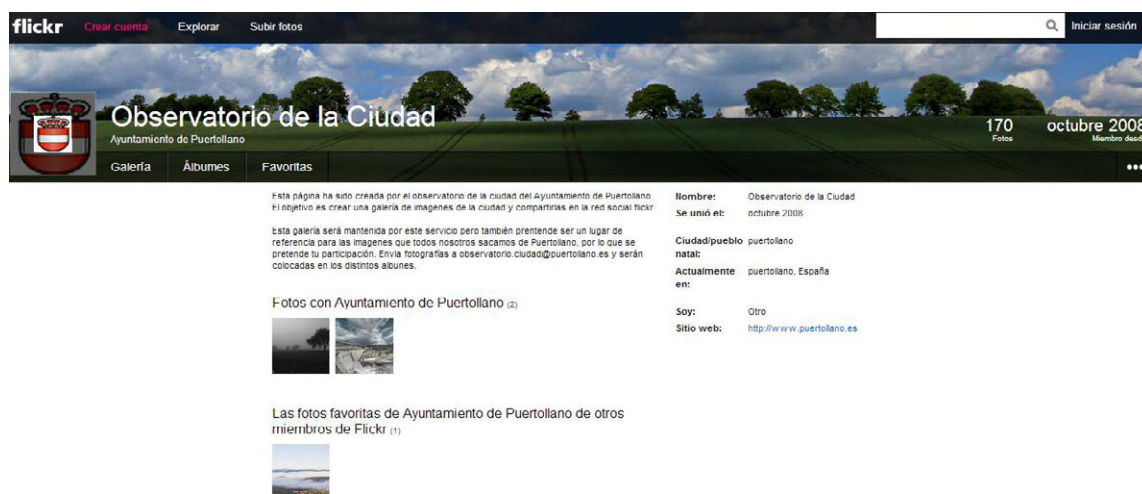 flickr Crear cuenta Explorar Subir fotos Iniciar sesión
Observatorio de la Ciudad
Ayuntamiento de Puertollano
170 octubre 2008
Fotos Miembro desde
Galería Álbumes Favoritas
Esta página ha sido creada por el observatorio de la ciudad del Ayuntamiento de Puertollano.
El objetivo es crear una galería de imagenes de la ciudad y compartirlas en la red social flickr
Esta galería será mantenida por este servicio pero también prentende ser un lugar de
referencia para las imagenes que todos nosotros sacamos de Puertollano, por lo que se
pretende tu participación. Envia fotografías a observatorio.ciudad@puertollano.es y serán
colocadas en los distintos albunes.
Fotos con Ayuntamiento de Puertollano (2)
Las fotos favoritas de Ayuntamiento de Puertollano de otros
miembros de Flickr (1)
Nombre: Observatorio de la Ciudad
Se unió el: octubre 2008
Ciudad/pueblo puertollano
natal:
Actualmente puertollano, España
en:
Soy: Otro
Sitio web: http://www.puertollano.es